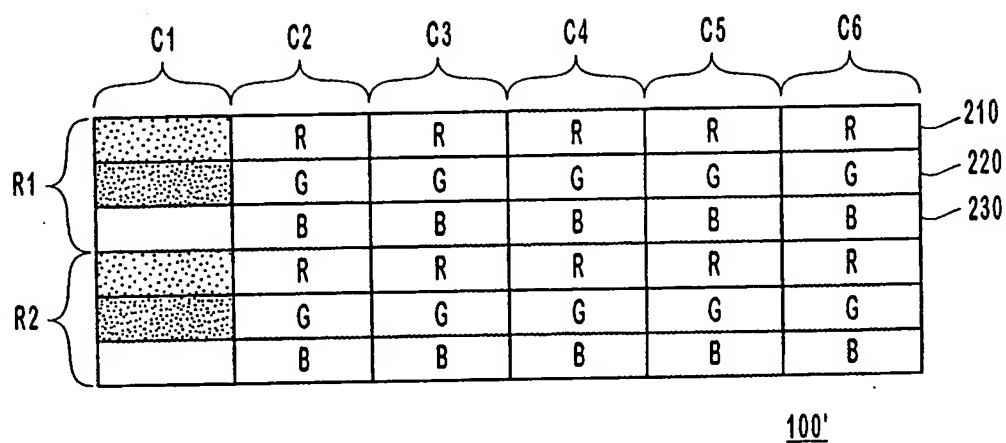 C1 C2 C3 C4 C5 C6
R R R R R 210
R1 G G G G G 220
B B B B B 230
R R R R R
R2 G G G G G
B B B B B
100'